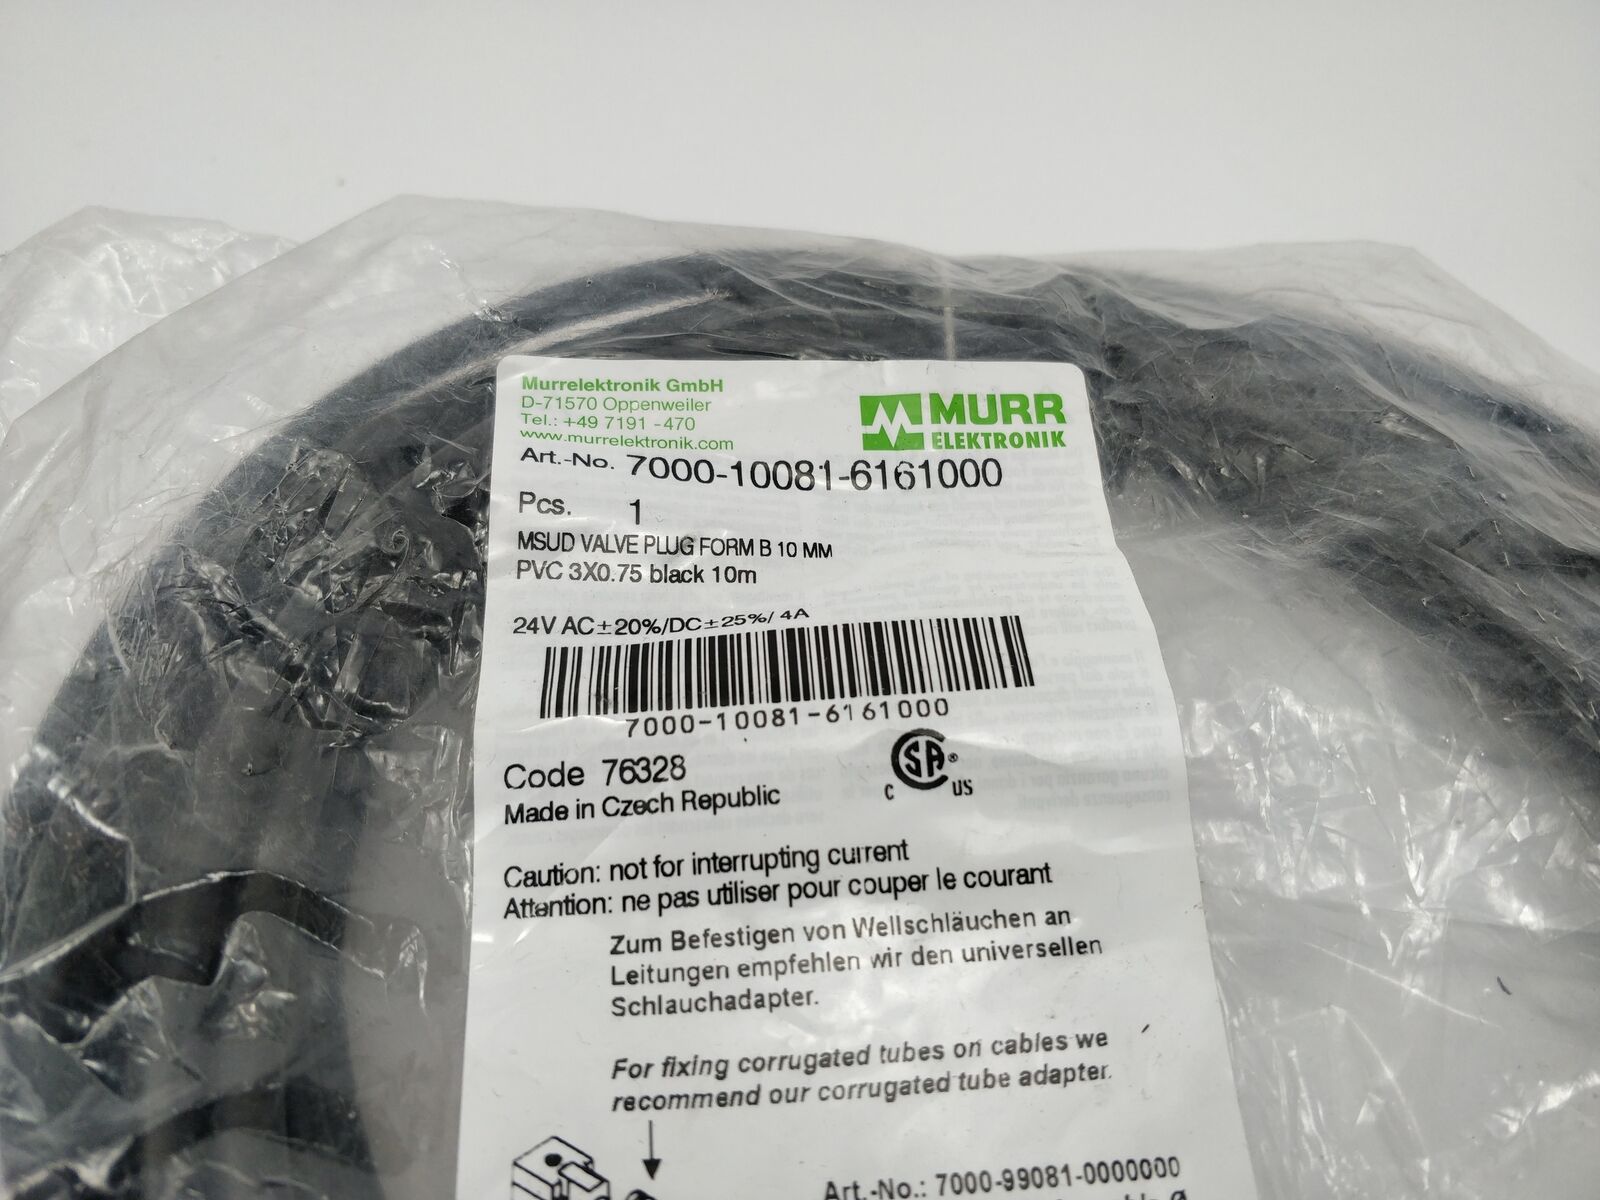 Murrelektronik GmbH
D-71570 Oppenweiler
Tel.: +49 7191 -470
www.murrelektronik.com
MURR
ELEKTRONIK
Art.-No. 7000-10081-6161000
Pcs. 1
MSUD VALVE PLUG FORM B 10 MM
PVC 3X0.75 black 10m
24V AC±20%/DC±25%/ 4A
7000-10081-6161000
Code 76328
Made in Czech Republic
SA®
C US
Caution: not for interrupting current
Attention: ne pas utiliser pour couper le courant
Zum Befestigen von Wellschläuchen an
Leitungen empfehlen wir den universellen
Schlauchadapter.
For fixing corrugated tubes on cables we
recommend our corrugated tube adapter.
Art.-No.: 7000-99081-0000000